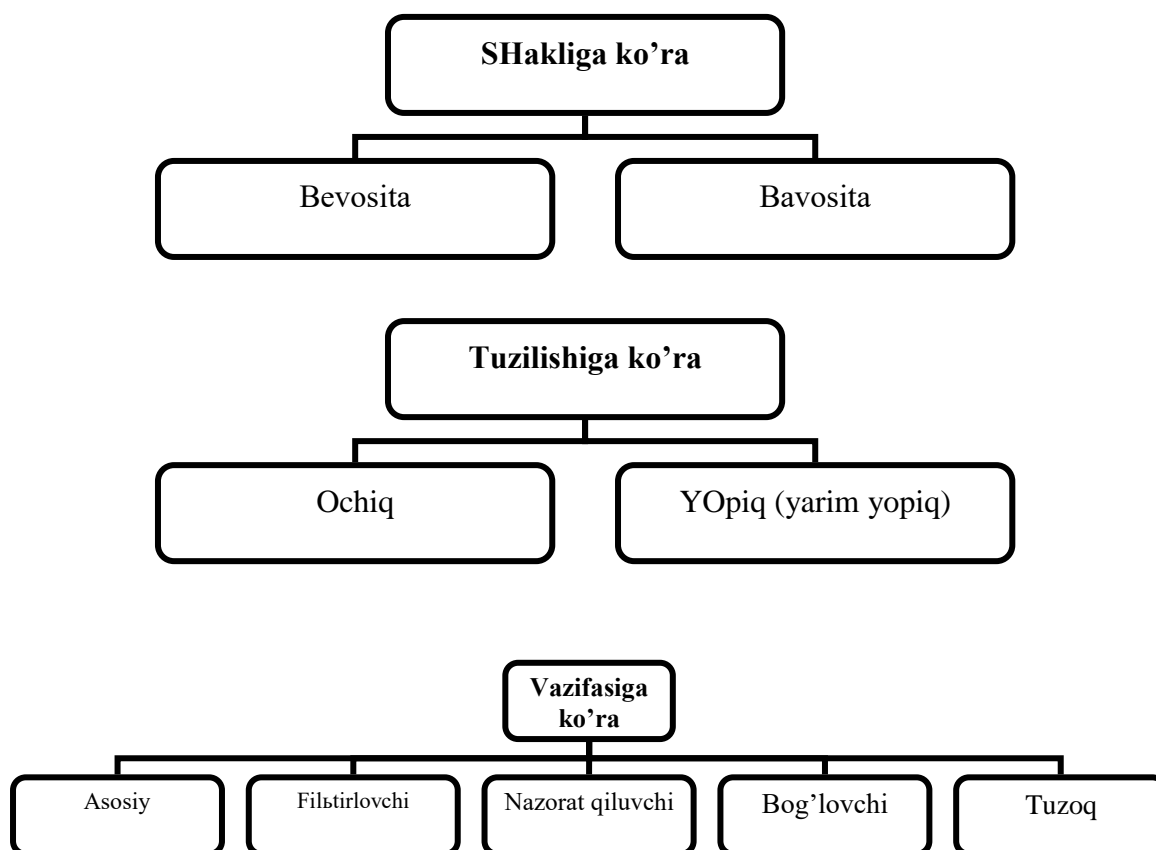 SHakliga ko’ra
Bevosita
Bavosita
Tuzilishiga ko’ra
Ochiq
YOpiq (yarim yopiq)
Vazifasiga
ko’ra
Asosiy
Filьtirlovchi
Nazorat qiluvchi
Bog’lovchi
Tuzoq